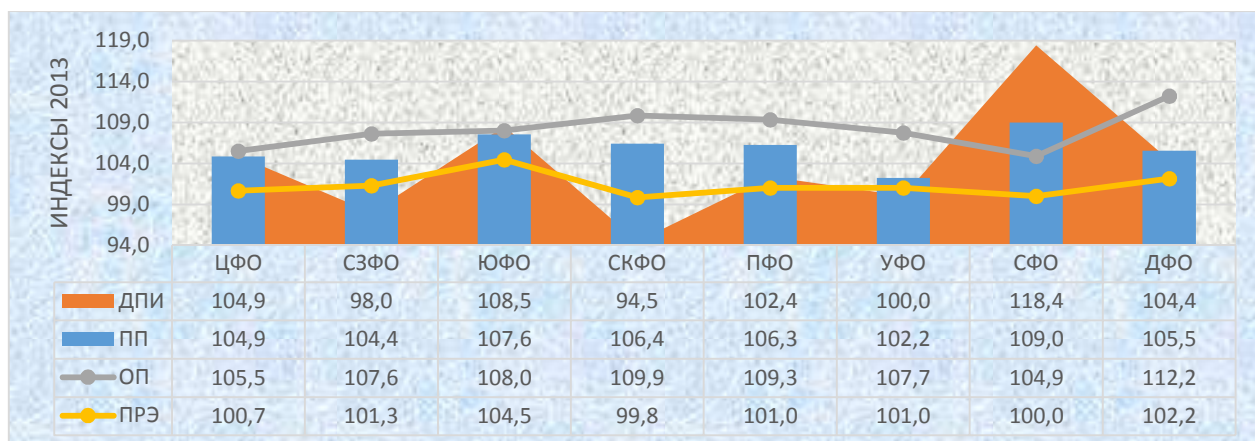 ИНДЕКСЫ 2013
119,0
114,0
109,0
104,0
99,0
94,0
ЦФО СЗФО ЮФО СКФО ПФО УФО СФО ДФО
ДПИ 104,9 98,0 108,5 94,5 102,4 100,0 118,4 104,4
ПП 104,9 104,4 107,6 106,4 106,3 102,2 109,0 105,5
ОП 105,5 107,6 108,0 109,9 109,3 107,7 104,9 112,2
ПРЭ 100,7 101,3 104,5 99,8 101,0 101,0 100,0 102,2